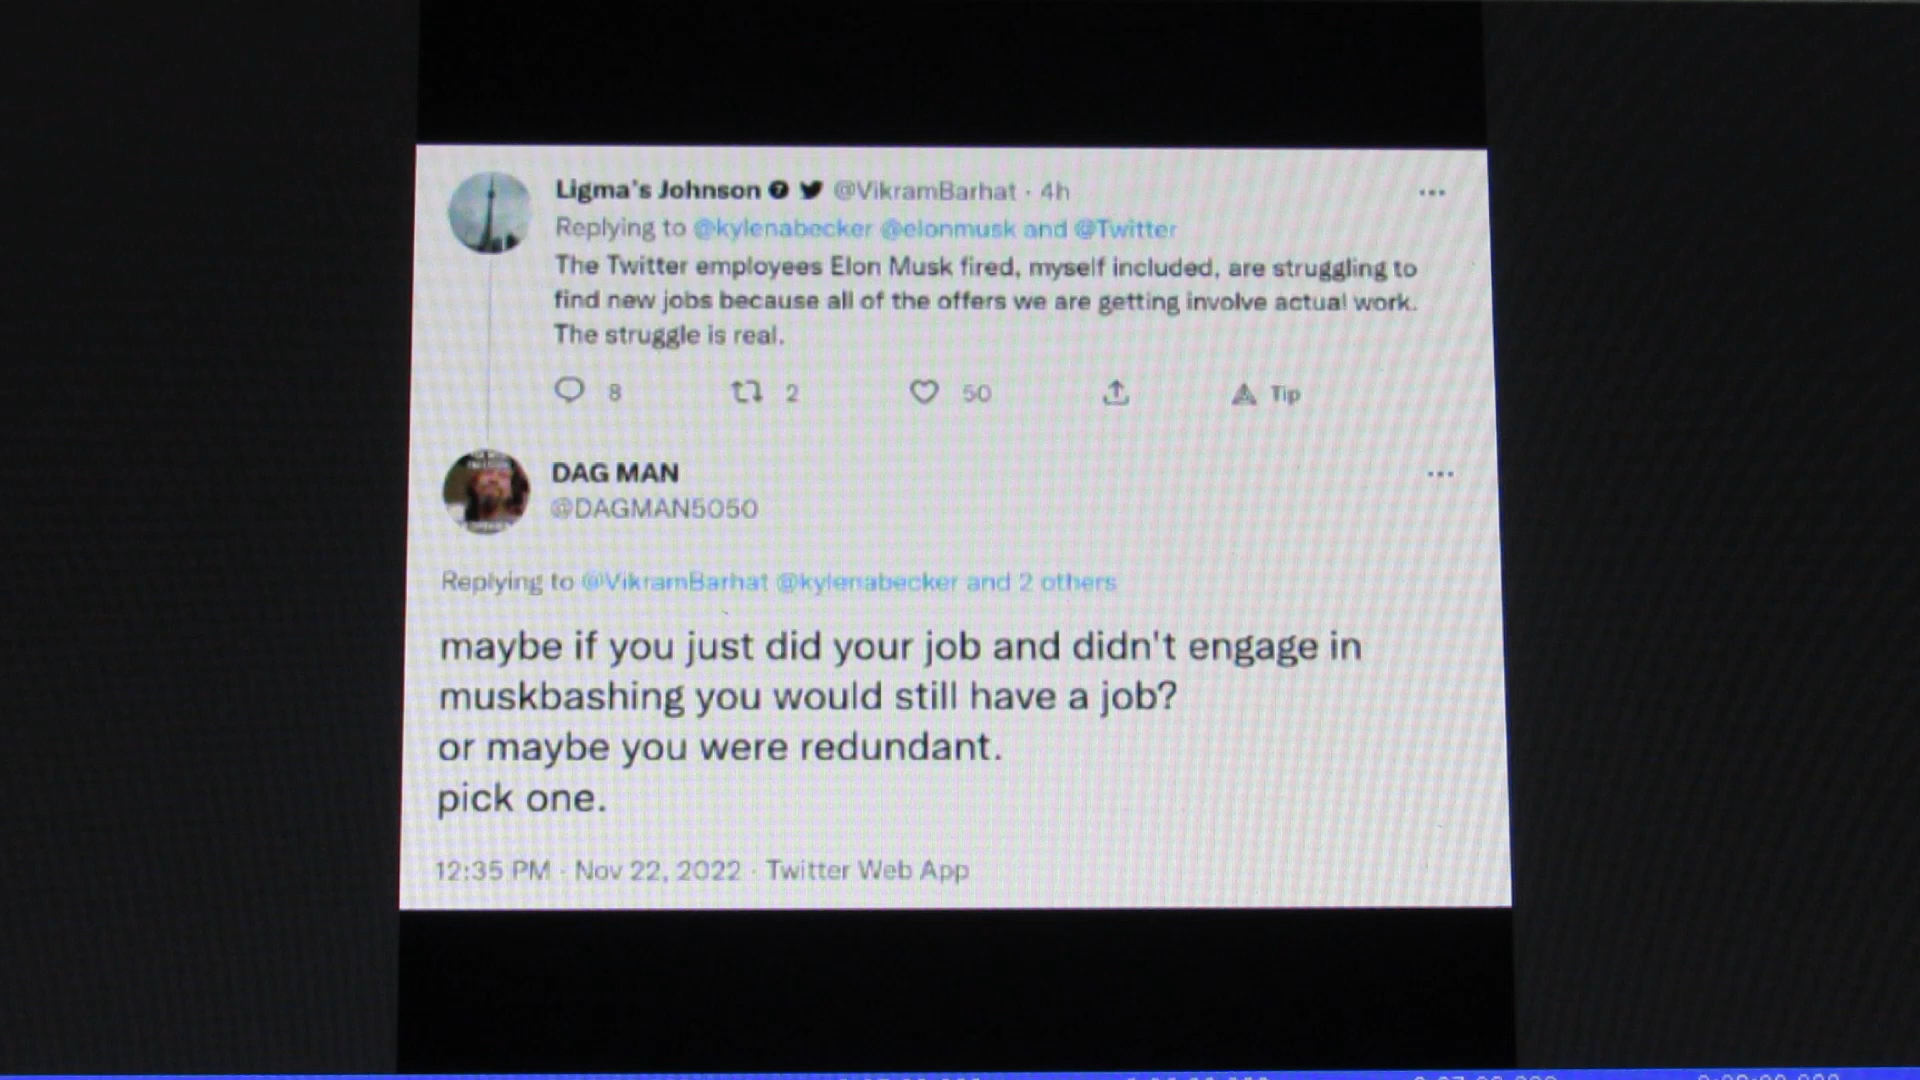 Ligma's Johnson @VikramBarhat · 4h
Replying to @kylenabecker @elonmusk and @Twitter
The Twitter employees Elon Musk fired, myself included, are struggling to
find new jobs because all of the offers we are getting involve actual work.
The struggle is real.
8 2 50 Tip
DAG MAN
@DAGMAN5050
Replying to @VikramBarhat @kylenabecker and 2 others
maybe if you just did your job and didn't engage in
muskbashing you would still have a job?
or maybe you were redundant.
pick one.
12:35 PM · Nov 22, 2022 · Twitter Web App